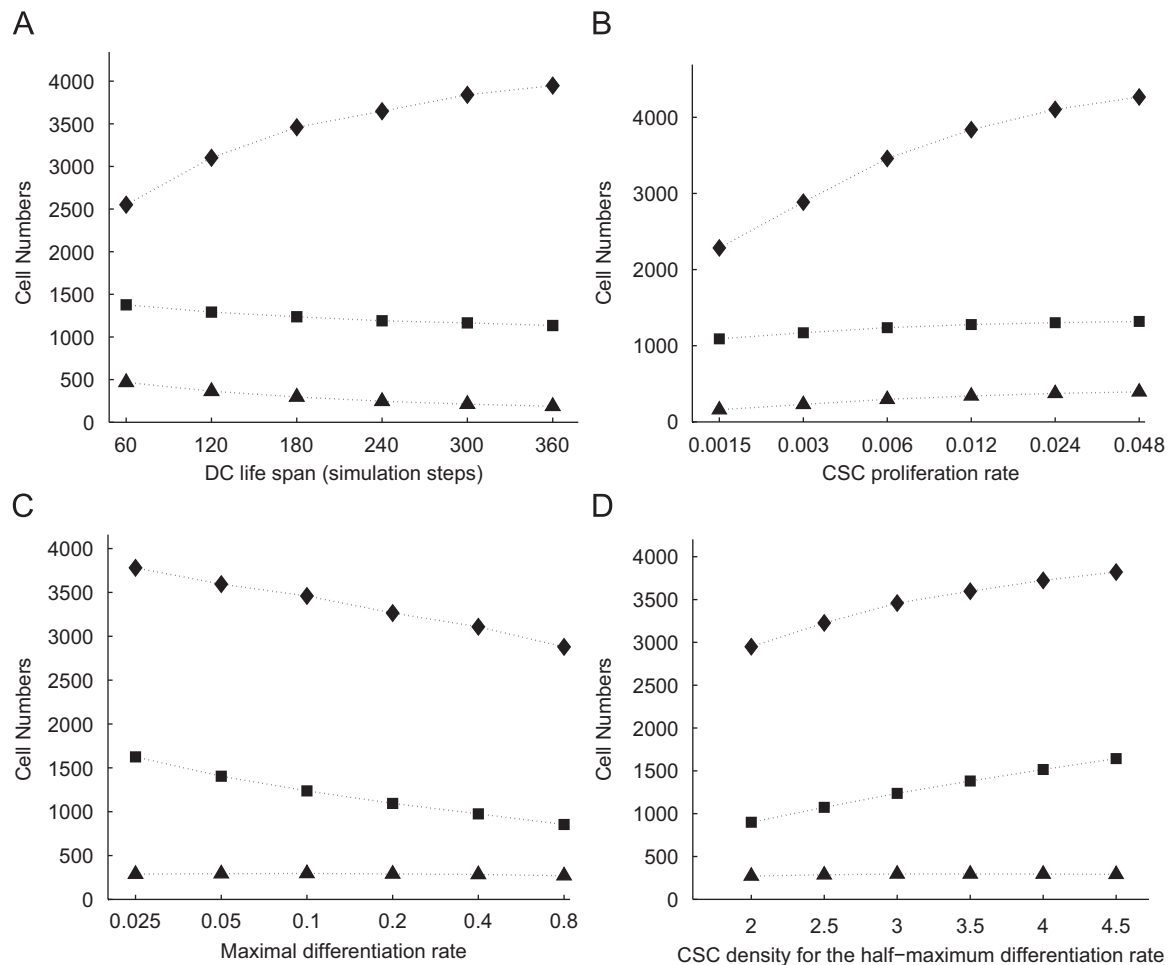 A
4000
3500
3000
2500
2000
1500
1000
500
0
Cell Numbers
60 120 180 240 300 360
DC life span (simulation steps)
B
4000
3000
2000
1000
0
Cell Numbers
0.0015 0.003 0.006 0.012 0.024 0.048
CSC proliferation rate
C
4000
3500
3000
2500
2000
1500
1000
500
0
Cell Numbers
0.025 0.05 0.1 0.2 0.4 0.8
Maximal differentiation rate
D
4000
3500
3000
2500
2000
1500
1000
500
0
Cell Numbers
2 2.5 3 3.5 4 4.5
CSC density for the half−maximum differentiation rate